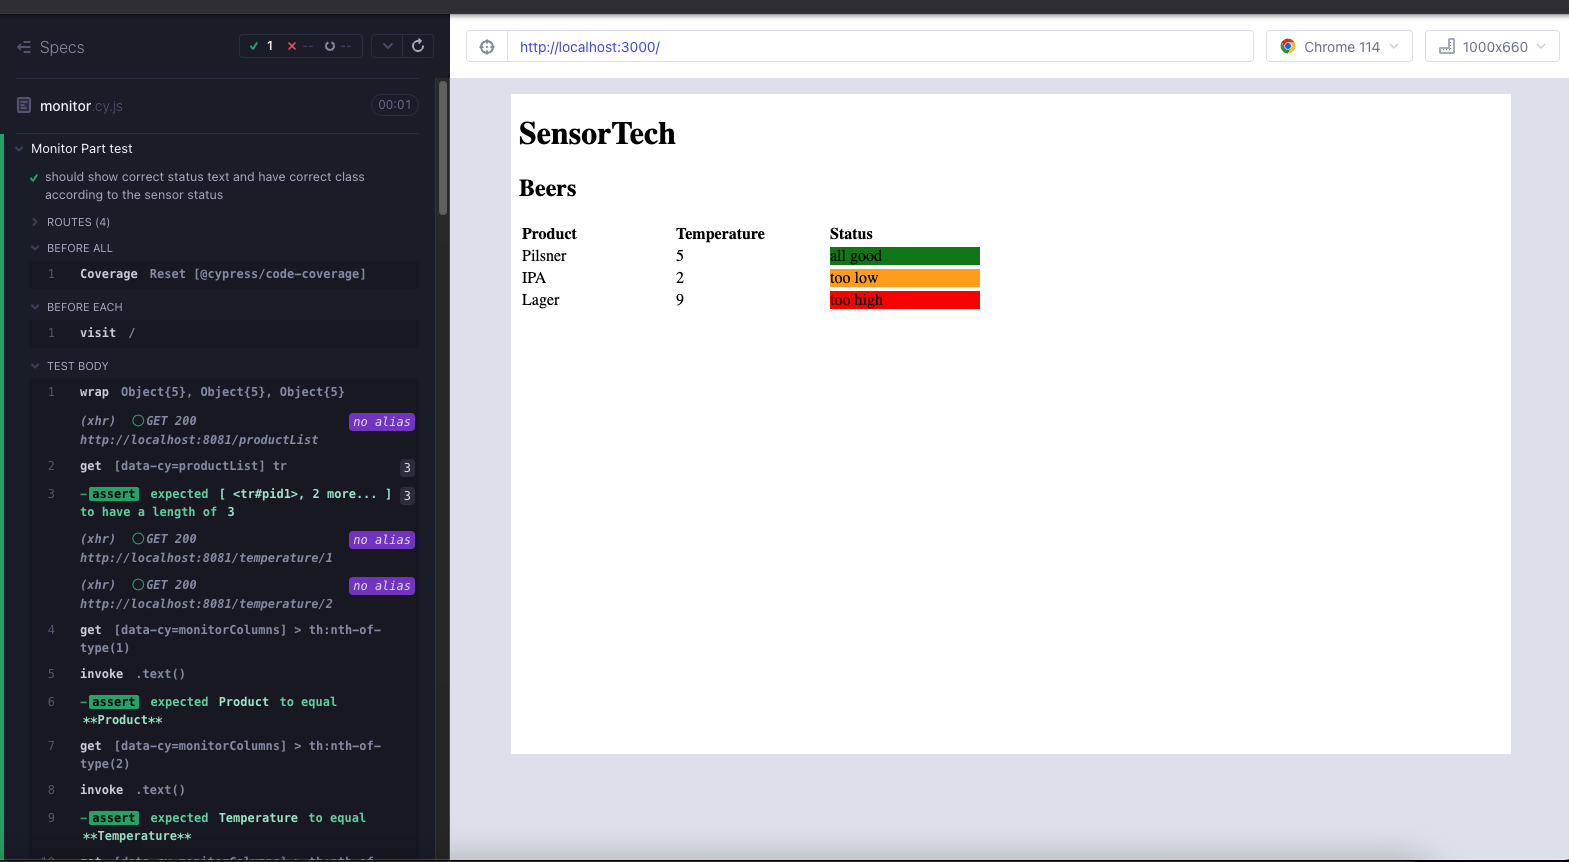 Specs
1 -- --
monitor.cy.js
00:01
Monitor Part test
should show correct status text and have correct class
according to the sensor status
ROUTES (4)
BEFORE ALL
1 Coverage Reset [@cypress/code-coverage]
BEFORE EACH
1 visit /
TEST BODY
1 wrap Object{5}, Object{5}, Object{5}
(xhr) GET 200 no alias
http://localhost:8081/productList
2 get [data-cy=productList] tr 3
3 -assert expected [ <tr#pid1>, 2 more... ] 3
to have a length of 3
(xhr) GET 200 no alias
http://localhost:8081/temperature/1
(xhr) GET 200 no alias
http://localhost:8081/temperature/2
4 get [data-cy=monitorColumns] > th:nth-of-
type(1)
5 invoke .text()
6 -assert expected Product to equal
**Product**
7 get [data-cy=monitorColumns] > th:nth-of-
type(2)
8 invoke .text()
9 -assert expected Temperature to equal
**Temperature**
10 get [data-cy=monitorColumns] > th:nth-of-
http://localhost:3000/
Chrome 114
1000x660
SensorTech
Beers
Product Temperature Status
Pilsner 5 all good
IPA 2 too low
Lager 9 too high